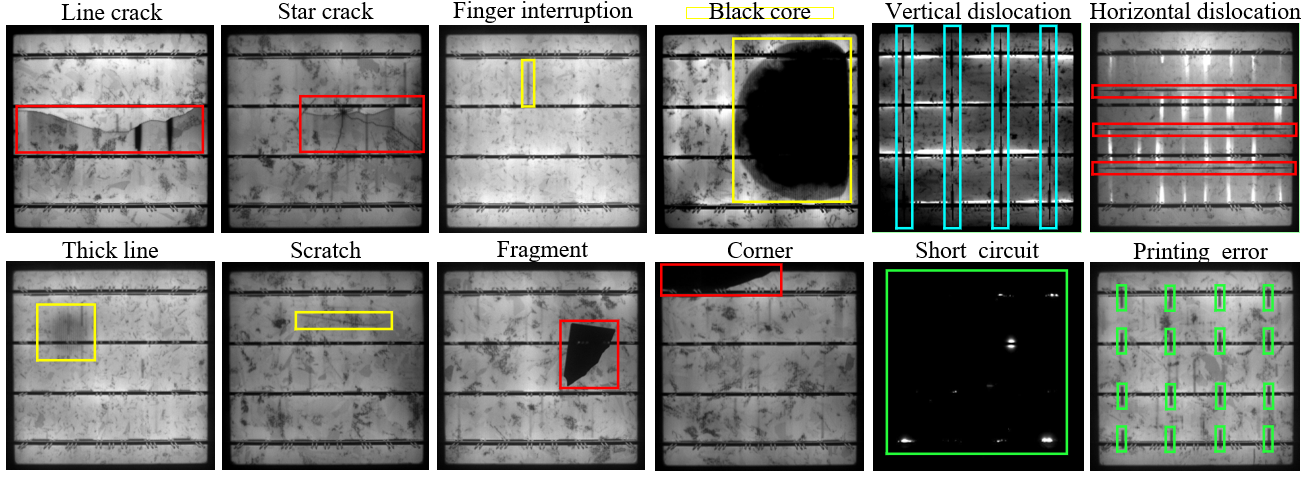 Line crack
Star crack
Finger interruption
Black core
Vertical dislocation
Horizontal dislocation
Thick line
Scratch
Fragment
Corner
Short circuit
Printing error